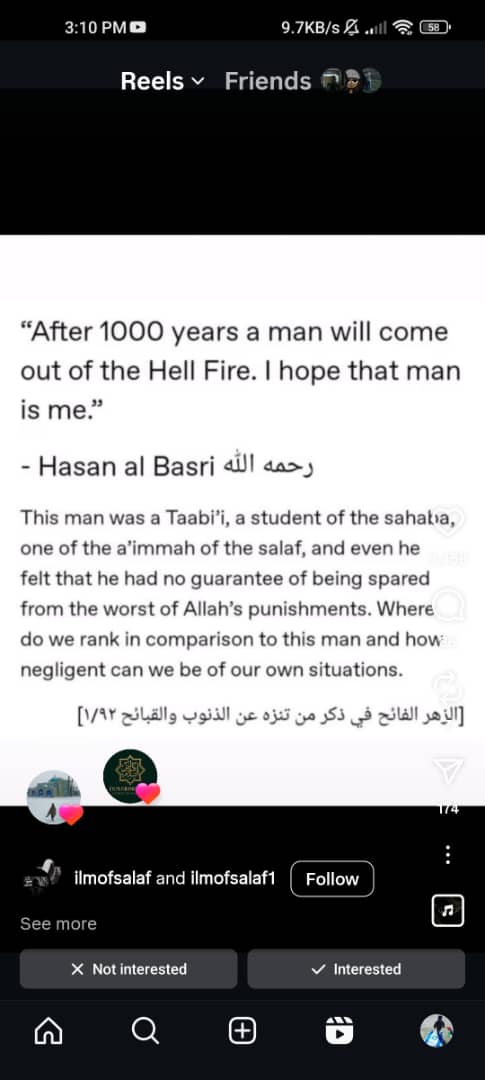 3:10 PM
9.7KB/s
58
Reels Friends
“After 1000 years a man will come
out of the Hell Fire. I hope that man
is me.”
- Hasan al Basri رحمه الله
This man was a Taabi’i, a student of the sahaba,
one of the a’immah of the salaf, and even he
felt that he had no guarantee of being spared
from the worst of Allah’s punishments. Where
do we rank in comparison to this man and how
negligent can we be of our own situations.
[الزهر الفائح في ذكر من تنزه عن الذنوب والقبائح ١/٩٢]
174
ilmofsalaf and ilmofsalaf1 Follow
See more
Not interested
Interested